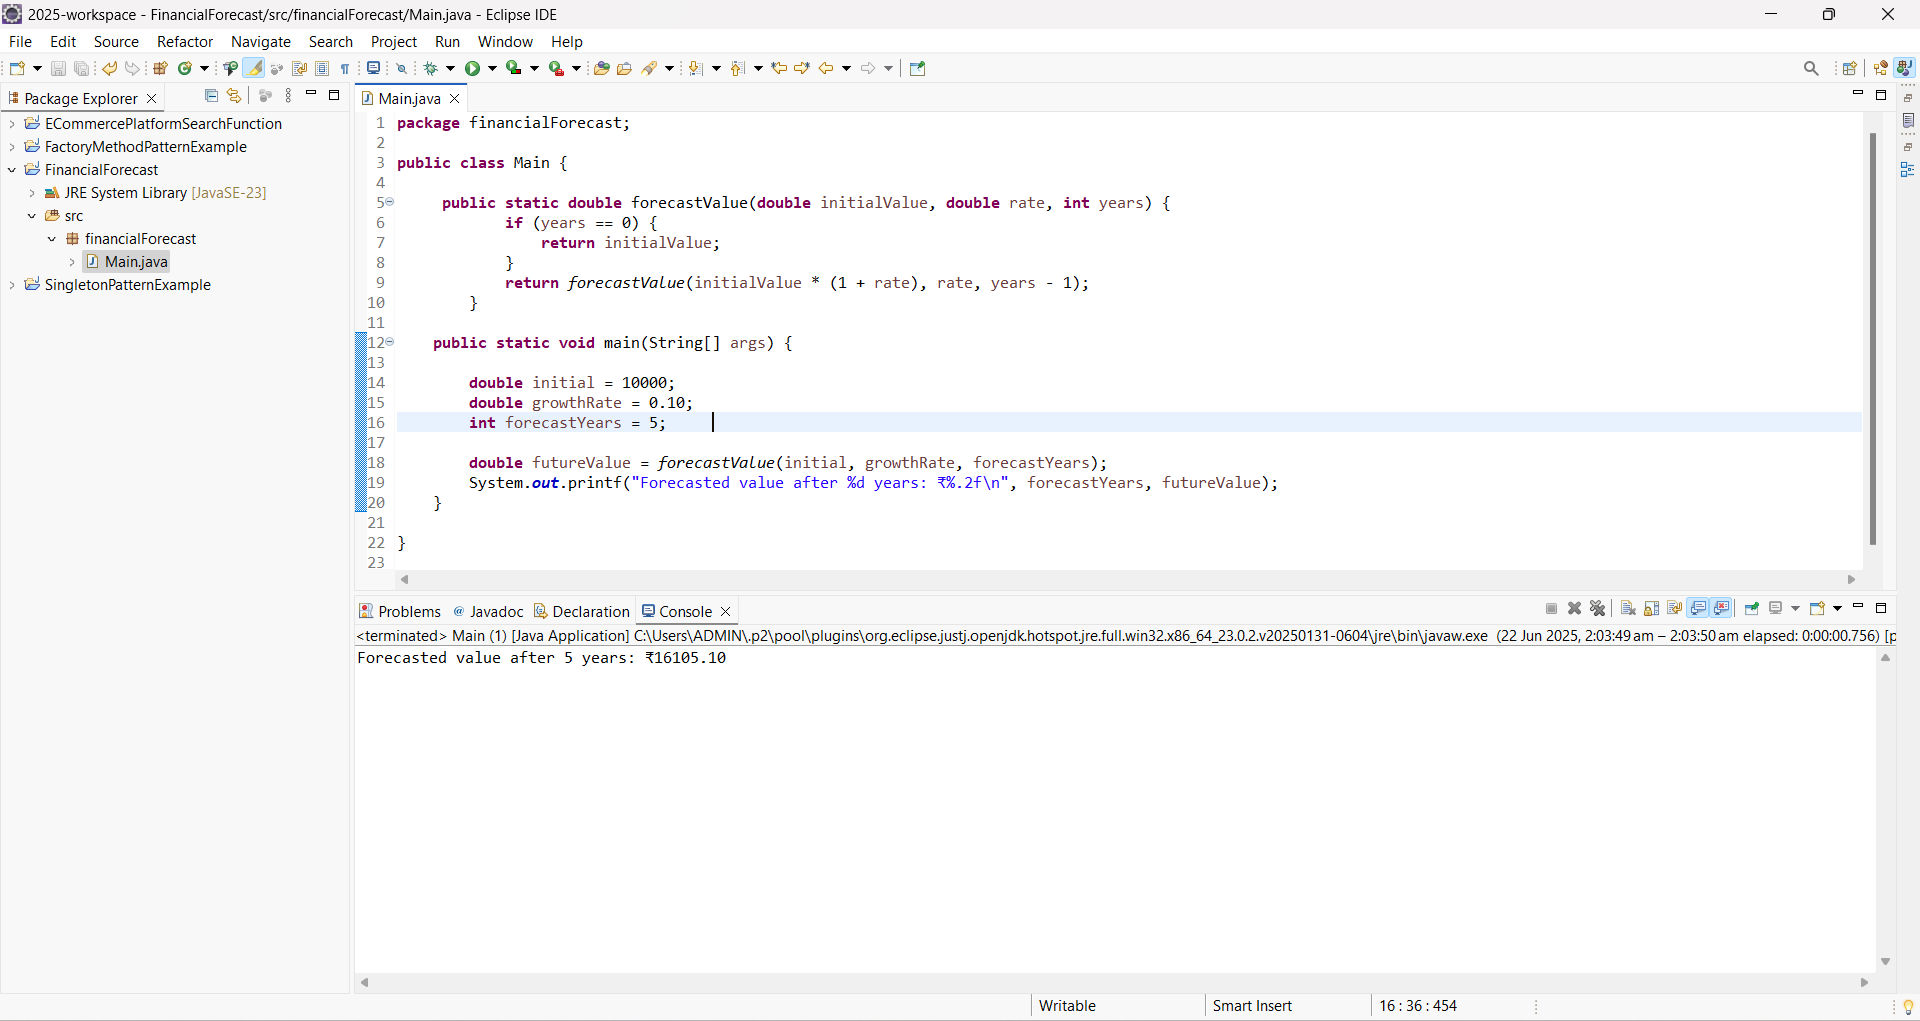 2025-workspace - FinancialForecast/src/financialForecast/Main.java - Eclipse IDE
File Edit Source Refactor Navigate Search Project Run Window Help
Package Explorer
ECommercePlatformSearchFunction
FactoryMethodPatternExample
FinancialForecast
JRE System Library [JavaSE-23]
src
financialForecast
Main.java
SingletonPatternExample
Main.java
1 package financialForecast;
2
3 public class Main {
4
5 public static double forecastValue(double initialValue, double rate, int years) {
6 if (years == 0) {
7 return initialValue;
8 }
9 return forecastValue(initialValue * (1 + rate), rate, years - 1);
10 }
11
12 public static void main(String[] args) {
13
14 double initial = 10000;
15 double growthRate = 0.10;
16 int forecastYears = 5;
17
18 double futureValue = forecastValue(initial, growthRate, forecastYears);
19 System.out.printf("Forecasted value after %d years: ₹%.2f\n", forecastYears, futureValue);
20 }
21
22 }
23
Problems Javadoc Declaration Console
<terminated> Main (1) [Java Application] C:\Users\ADMIN\.p2\pool\plugins\org.eclipse.justj.openjdk.hotspot.jre.full.win32.x86_64_23.0.2.v20250131-0604\jre\bin\javaw.exe (22 Jun 2025, 2:03:49 am – 2:03:50 am elapsed: 0:00:00.756) [p
Forecasted value after 5 years: ₹16105.10
Writable Smart Insert 16 : 36 : 454